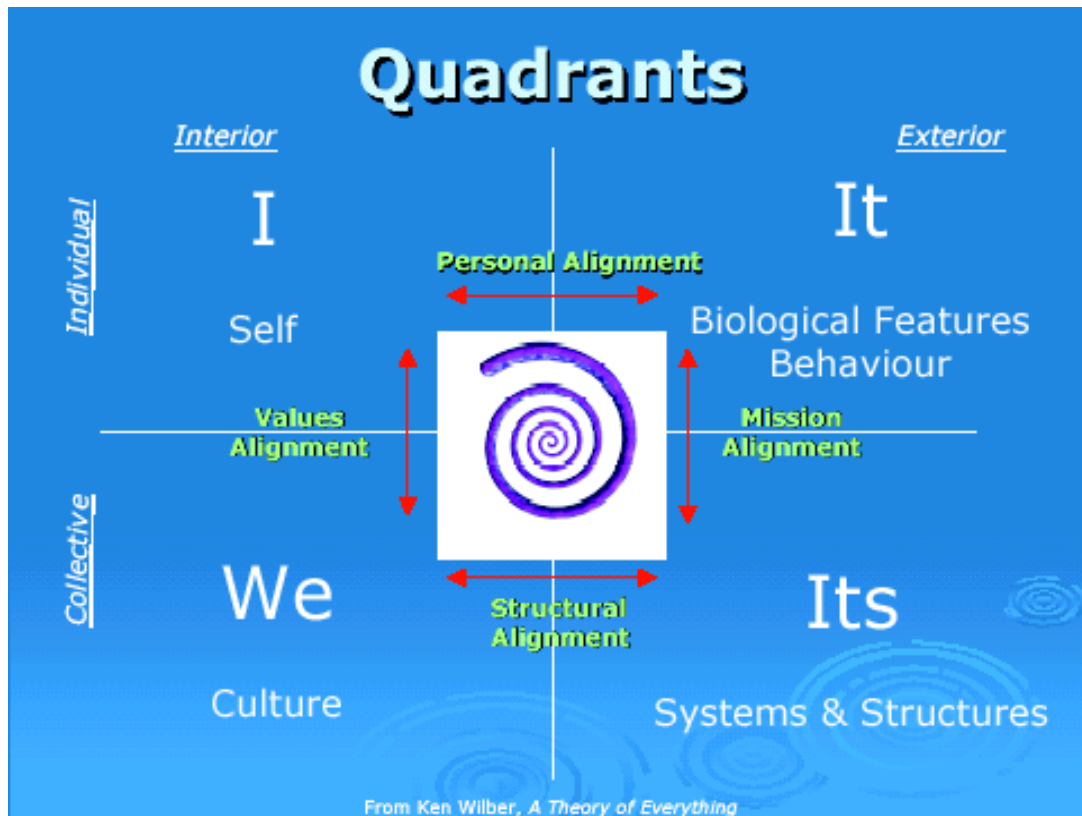 Quadrants
Interior
Exterior
Individual
I
It
Personal Alignment
Self
Biological Features
Behaviour
Values
Alignment
Mission
Alignment
Collective
We
Its
Structural
Alignment
Culture
Systems & Structures
From Ken Wilber, A Theory of Everything